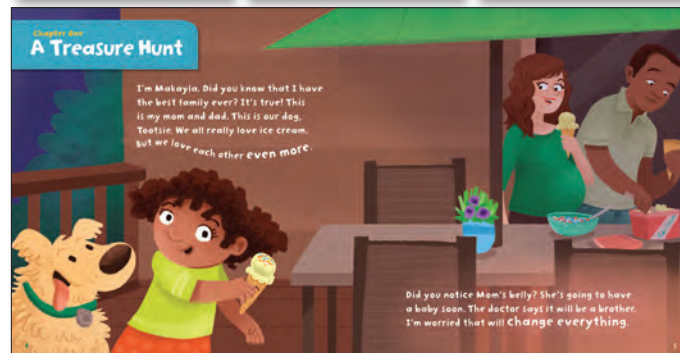 Chapter One
A Treasure Hunt
I'm Makayla. Did you know that I have
the best family ever? It's true! This
is my mom and dad. This is our dog,
Tootsie. We all really love ice cream.
But we love each other even more.
Did you notice Mom's belly? She's going to have
a baby soon. The doctor says it will be a brother.
I'm worried that will change everything.
5